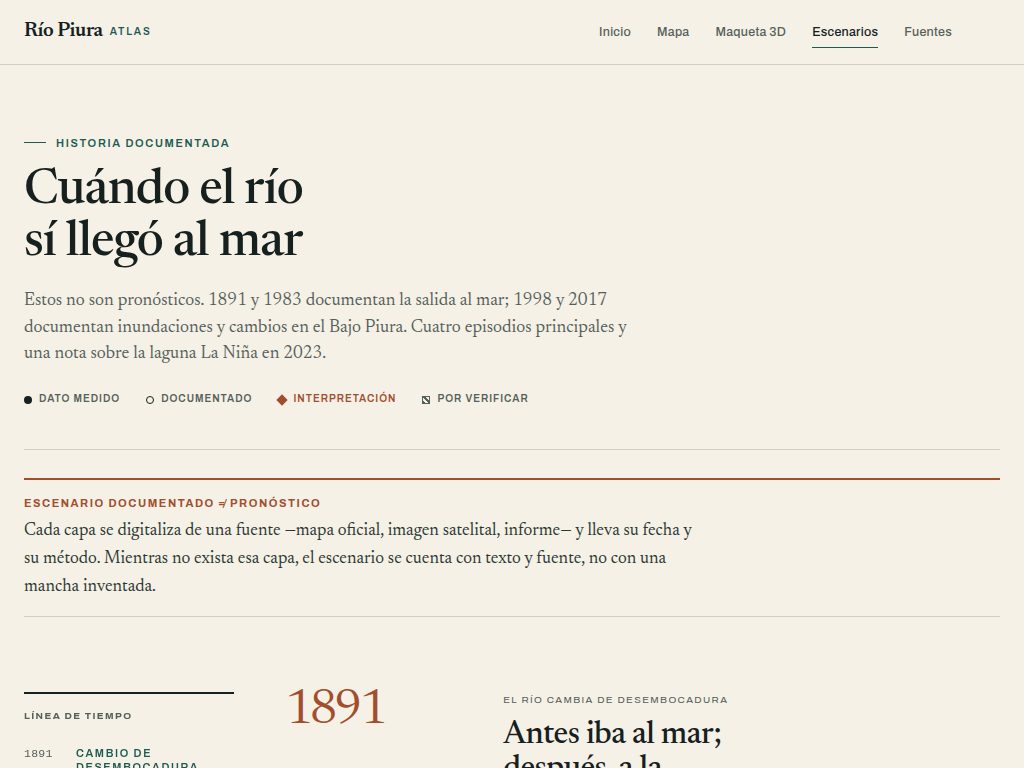 Río Piura ATLAS
Inicio Mapa Maqueta 3D Escenarios Fuentes
HISTORIA DOCUMENTADA
Cuándo el río
sí llegó al mar
Estos no son pronósticos. 1891 y 1983 documentan la salida al mar; 1998 y 2017
documentan inundaciones y cambios en el Bajo Piura. Cuatro episodios principales y
una nota sobre la laguna La Niña en 2023.
DATO MEDIDO DOCUMENTADO INTERPRETACIÓN POR VERIFICAR
ESCENARIO DOCUMENTADO ≠ PRONÓSTICO
Cada capa se digitaliza de una fuente —mapa oficial, imagen satelital, informe— y lleva su fecha y
su método. Mientras no exista esa capa, el escenario se cuenta con texto y fuente, no con una
mancha inventada.
LÍNEA DE TIEMPO
1891 CAMBIO DE
DESEMBOCADURA
1891
EL RÍO CAMBIA DE DESEMBOCADURA
Antes iba al mar;
después, a la